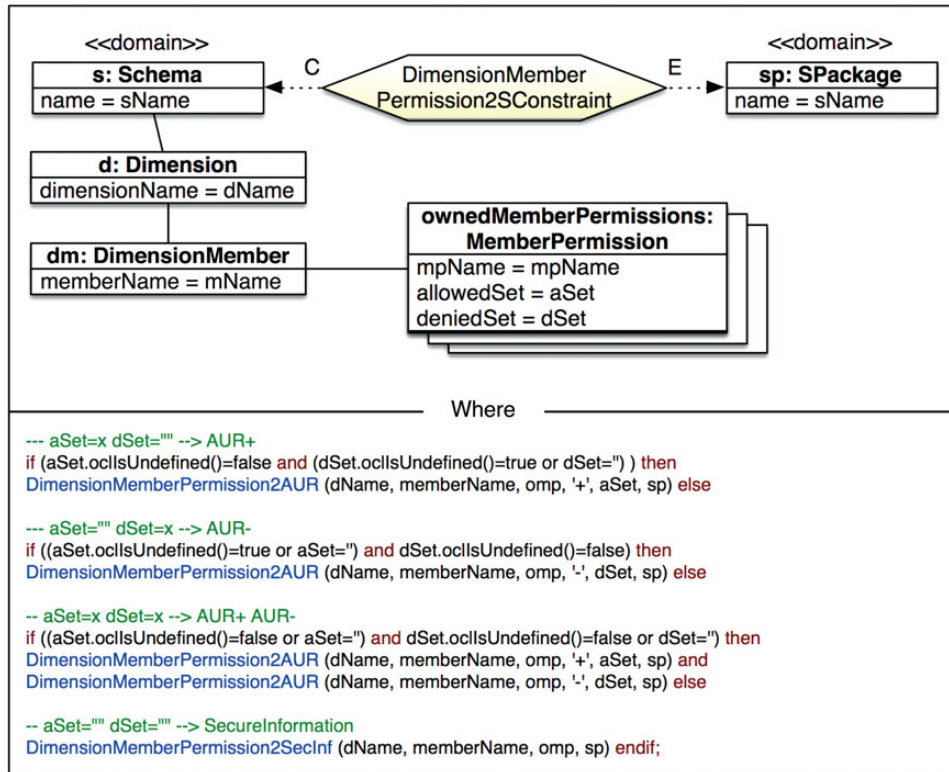 <<domain>>
s: Schema
name = sName
C
DimensionMember
Permission2SConstraint
E
<<domain>>
sp: SPackage
name = sName
d: Dimension
dimensionName = dName
dm: DimensionMember
memberName = mName
ownedMemberPermissions:
MemberPermission
mpName = mpName
allowedSet = aSet
deniedSet = dSet
Where
--- aSet=x dSet="" --> AUR+
if (aSet.oclIsUndefined()=false and (dSet.oclIsUndefined()=true or dSet='') ) then
DimensionMemberPermission2AUR (dName, memberName, omp, '+', aSet, sp) else
--- aSet="" dSet=x --> AUR-
if ((aSet.oclIsUndefined()=true or aSet='') and dSet.oclIsUndefined()=false) then
DimensionMemberPermission2AUR (dName, memberName, omp, '-', dSet, sp) else
-- aSet=x dSet=x --> AUR+ AUR-
if ((aSet.oclIsUndefined()=false or aSet='') and dSet.oclIsUndefined()=false or dSet='') then
DimensionMemberPermission2AUR (dName, memberName, omp, '+', aSet, sp) and
DimensionMemberPermission2AUR (dName, memberName, omp, '-', dSet, sp) else
-- aSet="" dSet="" --> SecureInformation
DimensionMemberPermission2SecInf (dName, memberName, omp, sp) endif;